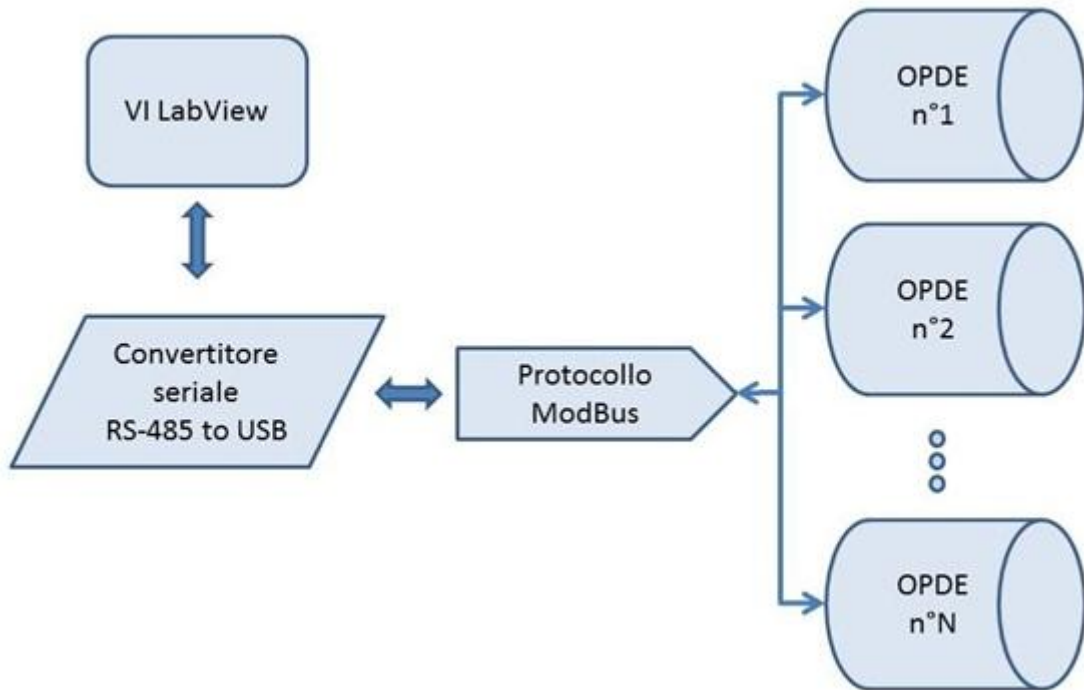 VI LabView
Convertitore
seriale
RS-485 to USB
Protocollo
ModBus
OPDE
n°1
OPDE
n°2
OPDE
n°N